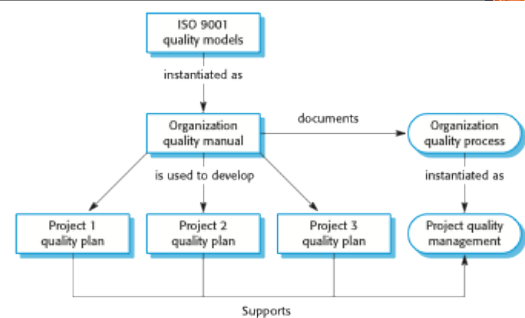 ISO 9001
quality models
instantiated as
Organization
quality manual
documents
Organization
quality process
is used to develop
instantiated as
Project 1
quality plan
Project 2
quality plan
Project 3
quality plan
Project quality
management
Supports